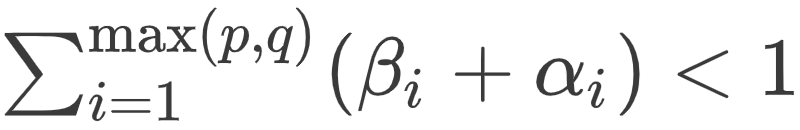 ∑_{i=1}^{max(p,q)} (β_i + α_i) < 1